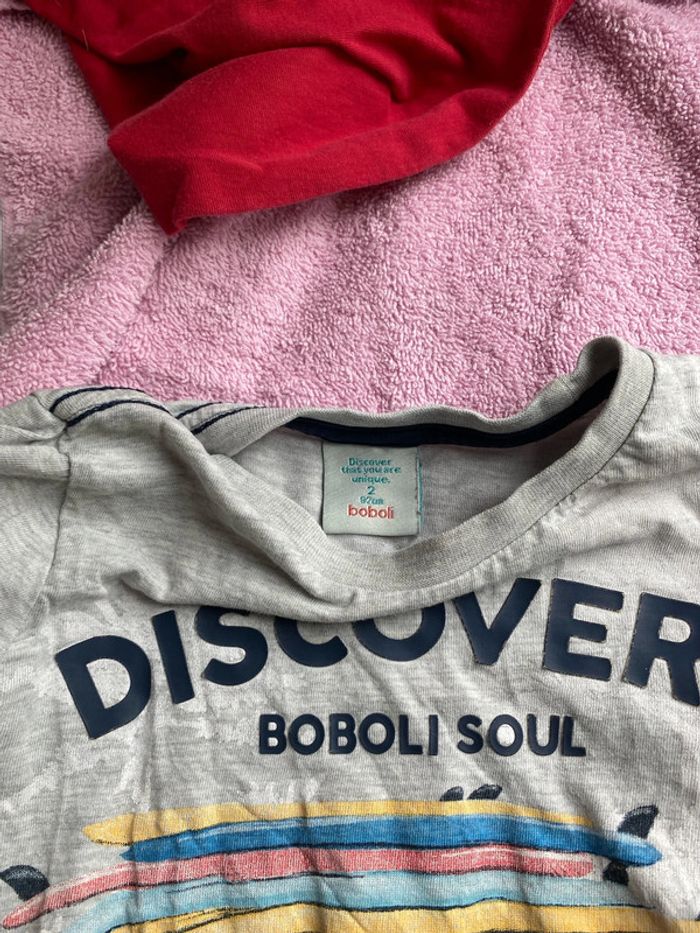 Discover
that you are
unique.
2
92cm
boboli
DISCOVER
BOBOLI SOUL